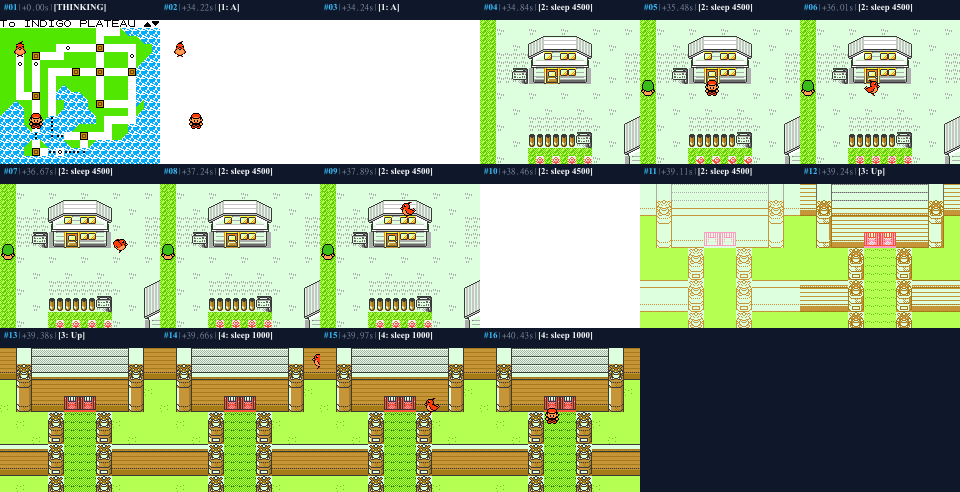 #01|+0.00s|[THINKING]
#02|+34.22s|[1: A]
#03|+34.24s|[1: A]
#04|+34.84s|[2: sleep 4500]
#05|+35.48s|[2: sleep 4500]
#06|+36.01s|[2: sleep 4500]
To INDIGO PLATEAU
#07|+36.67s|[2: sleep 4500]
#08|+37.24s|[2: sleep 4500]
#09|+37.89s|[2: sleep 4500]
#10|+38.46s|[2: sleep 4500]
#11|+39.11s|[2: sleep 4500]
#12|+39.24s|[3: Up]
#13|+39.38s|[3: Up]
#14|+39.66s|[4: sleep 1000]
#15|+39.97s|[4: sleep 1000]
#16|+40.43s|[4: sleep 1000]